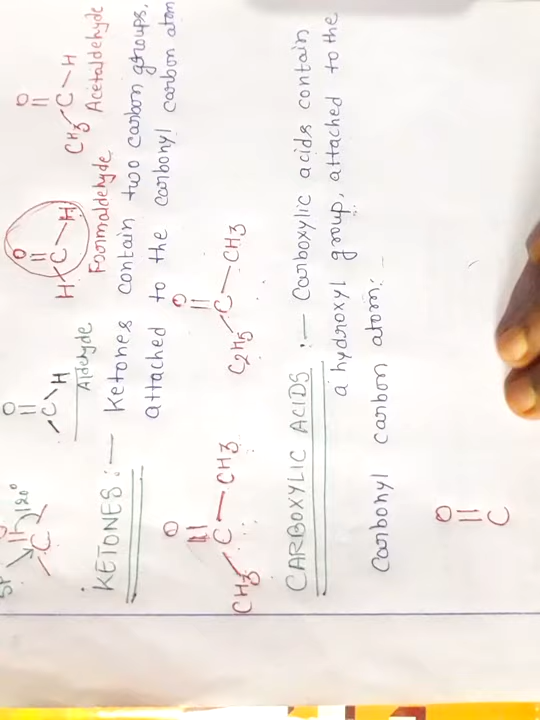 SP
O
O
O
O
C
120°
C
H
H
C
H
CH3
C
H
Aldehyde
Formaldehyde
Acetaldehyde
KETONES :— Ketones contain two carbon groups,
attached to the carbonyl carbon atom
O
O
CH3
C
CH3
C2H5
C
CH3
CARBOXYLIC ACIDS :— Carboxylic acids contain
a hydroxyl group, attached to the
Carbonyl carbon atom:
O
C